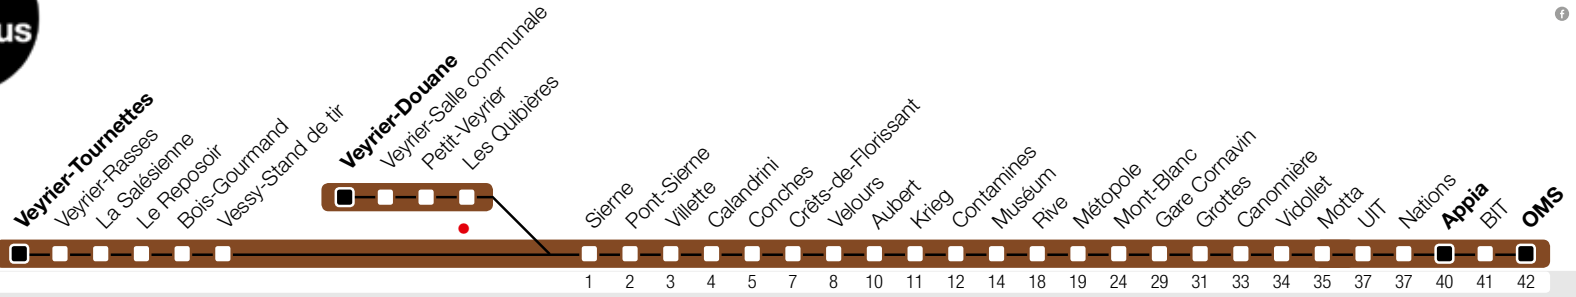 us
Veyrier-Tournettes
Veyrier-Rasses
La Salésienne
Le Reposoir
Bois-Gourmand
Vessy-Stand de tir
Veyrier-Douane
Veyrier-Salle communale
Petit-Veyrier
Les Quibières
Sierne
Pont-Sierne
Villette
Calandrini
Conches
Crêts-de-Florissant
Velours
Aubert
Krieg
Contamines
Muséum
Rive
Métopole
Mont-Blanc
Gare Cornavin
Grottes
Canonnière
Vidollet
Motta
UIT
Nations
Appia
BIT
OMS
1 2 3 4 5 7 8 10 11 12 14 18 19 24 29 31 33 34 35 37 37 40 41 42